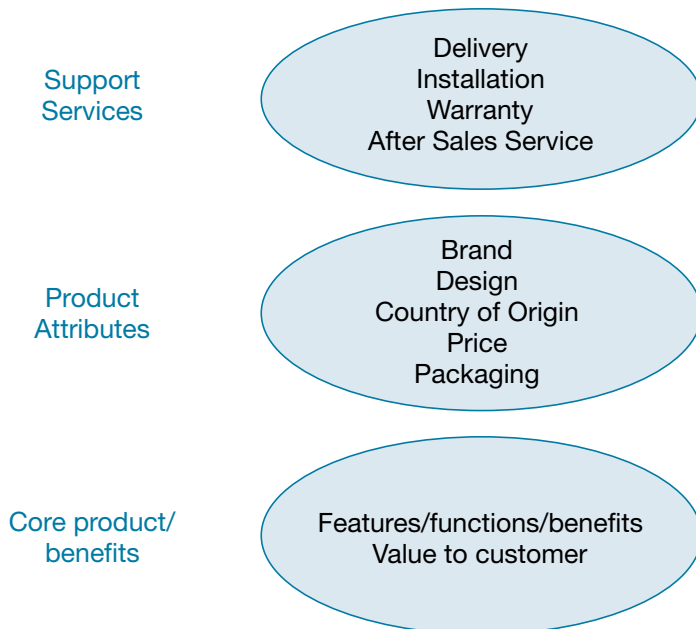 Support
Services
Delivery
Installation
Warranty
After Sales Service
Product
Attributes
Brand
Design
Country of Origin
Price
Packaging
Core product/
benefits
Features/functions/benefits
Value to customer